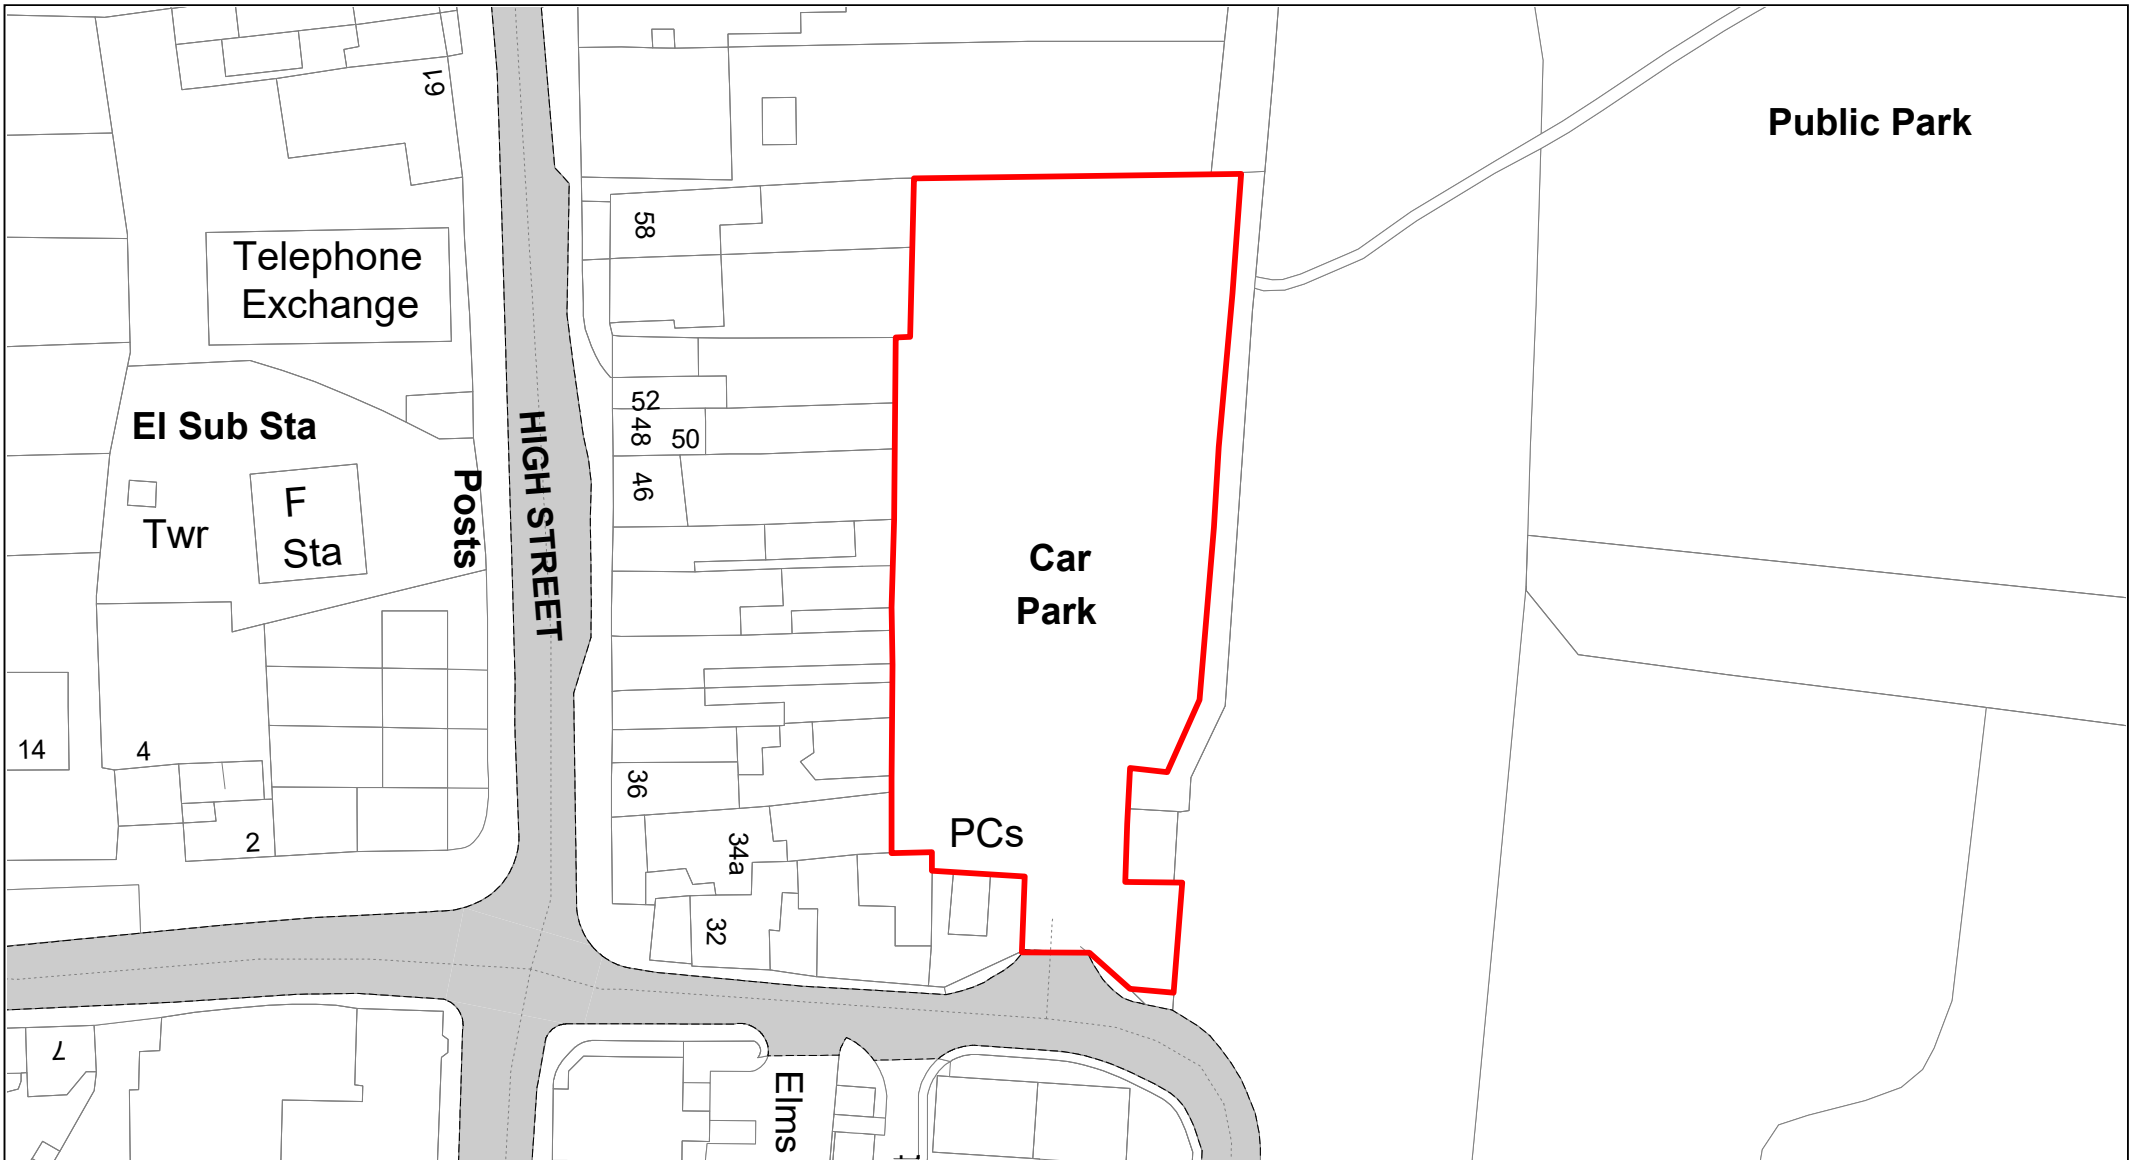 61
Public Park
58
Telephone
Exchange
52
48
50
El Sub Sta
HIGH STREET
46
Posts
F
Sta
Twr
Car
Park
14
4
36
2
34a
PCs
32
7
Elms